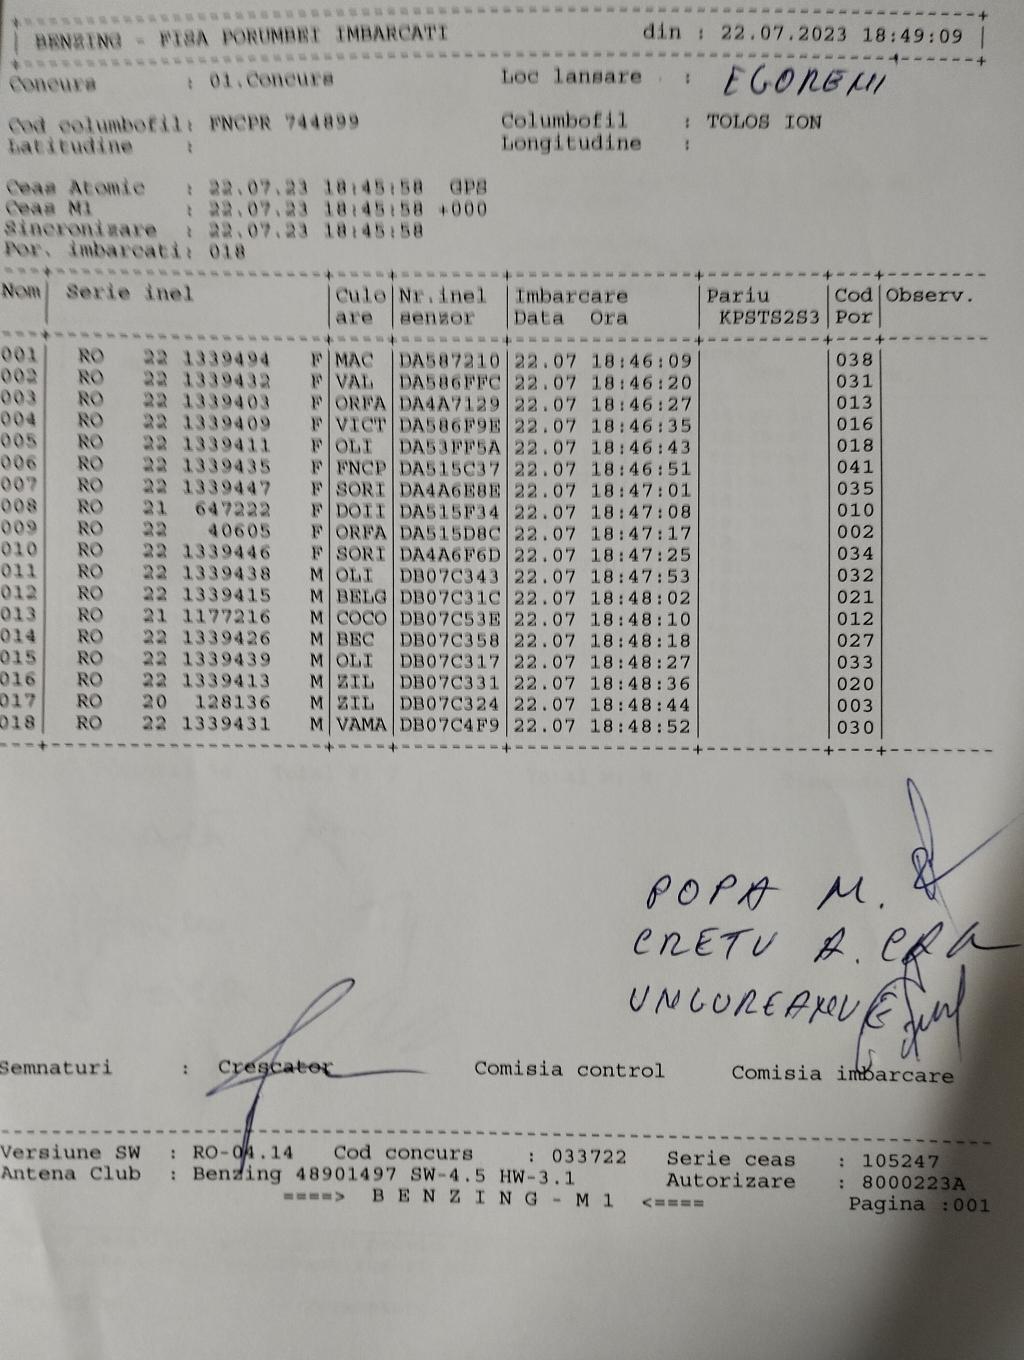 BENZING - FISA PORUMBEI IMBARCATI din : 22.07.2023 18:49:09
Concurs : 01.Concurs Loc lansare : EGORENI
Cod columbofil: FNCPR 744899 Columbofil : TOLOS ION
Latitudine : Longitudine :
Ceas Atomic : 22.07.23 18:45:58 GPS
Ceas M1 : 22.07.23 18:45:58 +000
Sincronizare : 22.07.23 18:45:58
Por. imbarcati: 018
Nom Serie inel Culo Nr.inel Imbarcare Pariu Cod Observ.
are senzor Data Ora KPSTS2S3 Por
001 RO 22 1339494 F MAC DA587210 22.07 18:46:09 038
002 RO 22 1339432 F VAL DA586FFC 22.07 18:46:20 031
003 RO 22 1339403 F ORFA DA4A7129 22.07 18:46:27 013
004 RO 22 1339409 F VICT DA586F9E 22.07 18:46:35 016
005 RO 22 1339411 F OLI DA53FF5A 22.07 18:46:43 018
006 RO 22 1339435 F FNCP DA515C37 22.07 18:46:51 041
007 RO 22 1339447 F SORI DA4A6E8E 22.07 18:47:01 035
008 RO 21 647222 F DOII DA515F34 22.07 18:47:08 010
009 RO 22 40605 F ORFA DA515D8C 22.07 18:47:17 002
010 RO 22 1339446 F SORI DA4A6F6D 22.07 18:47:25 034
011 RO 22 1339438 M OLI DB07C343 22.07 18:47:53 032
012 RO 22 1339415 M BELG DB07C31C 22.07 18:48:02 021
013 RO 21 1177216 M COCO DB07C53E 22.07 18:48:10 012
014 RO 22 1339426 M BEC DB07C358 22.07 18:48:18 027
015 RO 22 1339439 M OLI DB07C317 22.07 18:48:27 033
016 RO 22 1339413 M ZIL DB07C331 22.07 18:48:36 020
017 RO 20 128136 M ZIL DB07C324 22.07 18:48:44 003
018 RO 22 1339431 M VAMA DB07C4F9 22.07 18:48:52 030
POPA M.
CRETU A.
UNGUREANU E
Semnaturi : Crescator Comisia control Comisia imbarcare
Versiune SW : RO-04.14 Cod concurs : 033722 Serie ceas : 105247
Antena Club : Benzing 48901497 SW-4.5 HW-3.1 Autorizare : 8000223A
====> B E N Z I N G - M 1 <==== Pagina :001